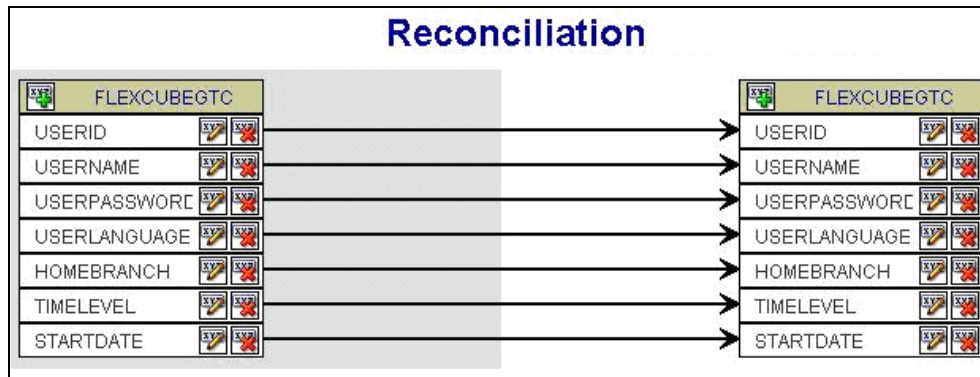 Reconciliation
FLEXCUBEGTC FLEXCUBEGTC
USERID USERID
USERNAME USERNAME
USERPASSWORD USERPASSWORD
USERLANGUAGE USERLANGUAGE
HOMEBRANCH HOMEBRANCH
TIMELEVEL TIMELEVEL
STARTDATE STARTDATE